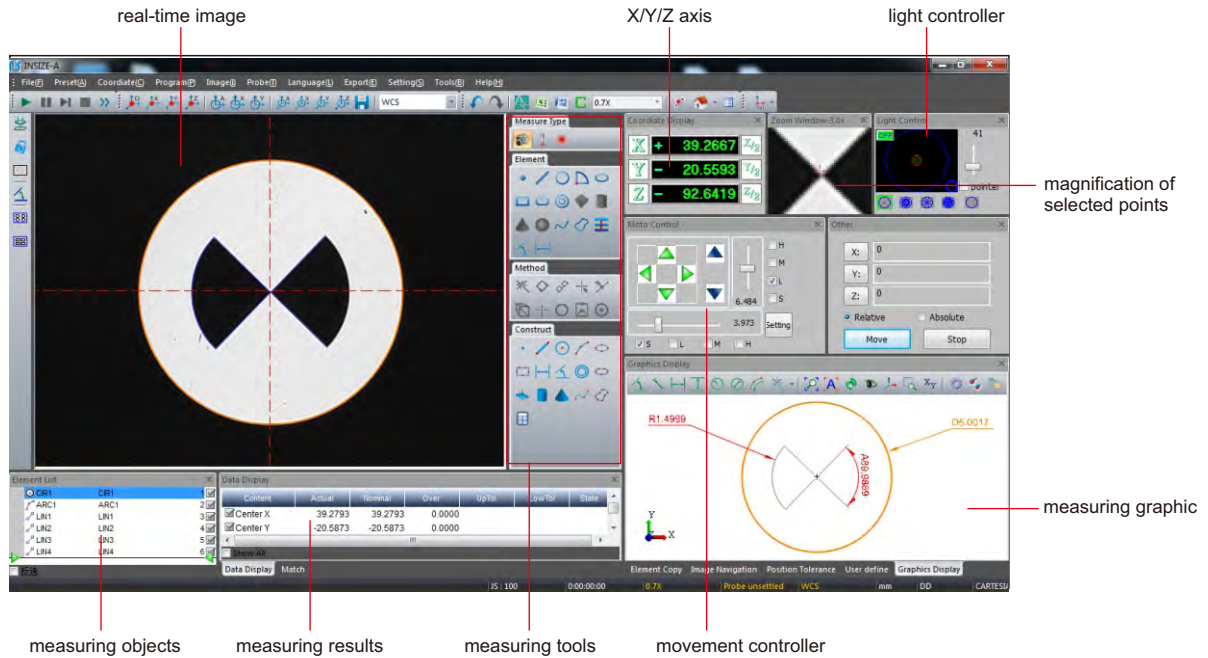 real-time image
X/Y/Z axis
light controller
INSIZE-A
File(F) Preset(A) Coordiate(C) Program(P) Image(I) Probe(T) Language(L) Export(E) Setting(S) Tools(B) Help(H)
WCS
0.7X
Measure Type
Element
Method
Construct
Coordiate Display
X + 39.2667 X/2
Y - 20.5593 Y/2
Z - 92.6419 Z/2
Zoom Window-3.0x
Light Control
OFF
41
pointer
magnification of
selected points
Moto Control
H
M
L
S
6.484
3.973
Setting
S L M H
Other
X: 0
Y: 0
Z: 0
Relative Absolute
Move Stop
Graphics Display
R1.4999
D5.0017
A89.9869
Y
X
measuring graphic
Element List
CIR1 CIR1 1
ARC1 ARC1 2
LIN1 LIN1 3
LIN2 LIN2 4
LIN3 LIN3 5
LIN4 LIN4 6
Data Display
Content Actual Nominal Over UpTol LowTol State
Center X 39.2793 39.2793 0.0000
Center Y -20.5873 -20.5873 0.0000
Show All
Data Display Match
Element Copy Image Navigation Position Tolerance User define Graphics Display
JS : 100 0:00:00:00 0.7X Probe unsettled WCS mm DD CARTESIA
measuring objects
measuring results
measuring tools
movement controller